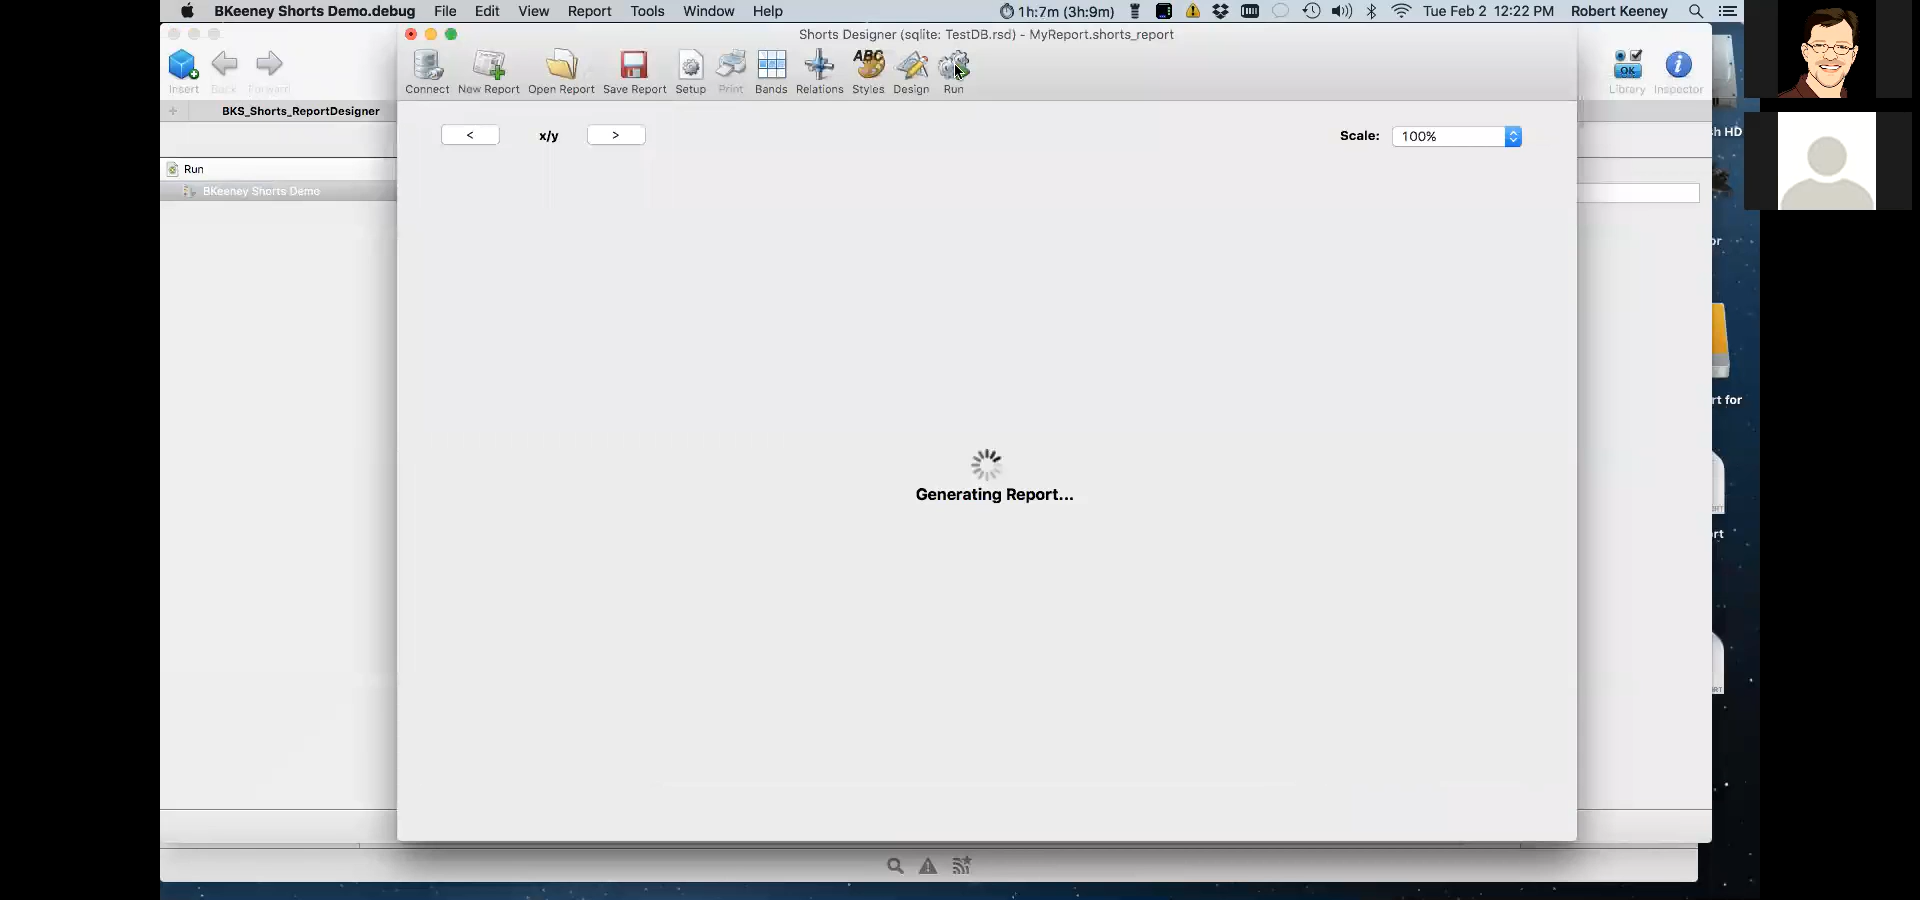 BKeeney Shorts Demo.debug File Edit View Report Tools Window Help 1h:7m (3h:9m) Tue Feb 2 12:22 PM Robert Keeney
Shorts Designer (sqlite: TestDB.rsd) - MyReport.shorts_report
Insert Back Forward Connect New Report Open Report Save Report Setup Print Bands Relations ABC Styles Design Run OK Library Inspector
BKS_Shorts_ReportDesigner
< x/y > Scale: 100%
h HD
Run
BKeeney Shorts Demo
or
rt for
Generating Report...
rt